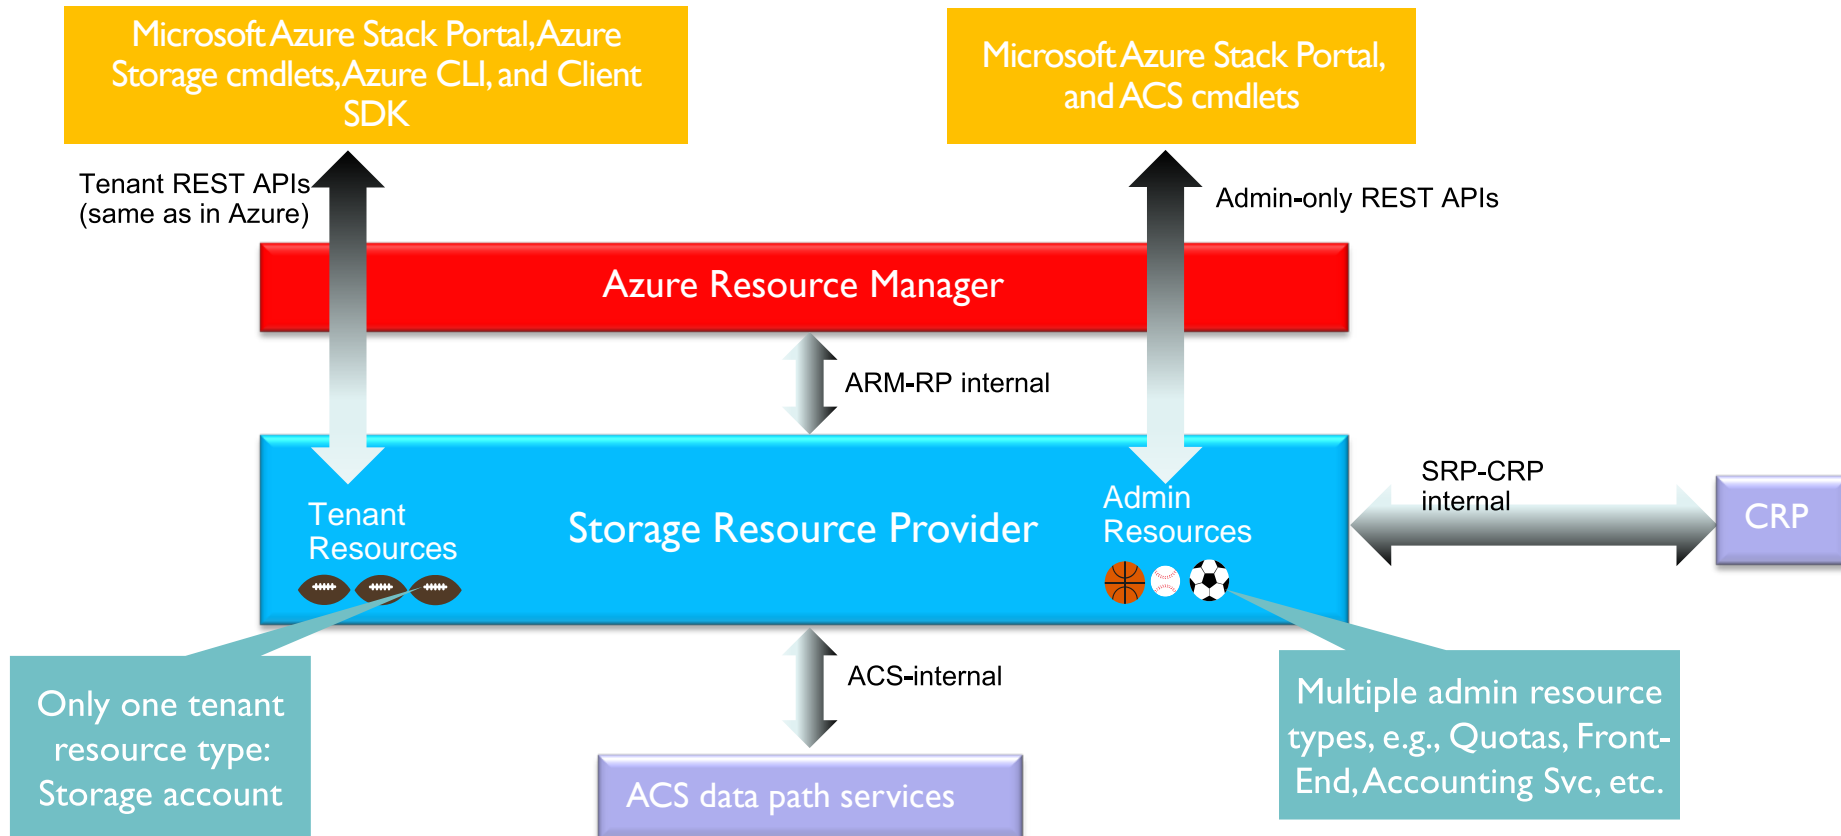 Microsoft Azure Stack Portal, Azure
Storage cmdlets, Azure CLI, and Client
SDK
Microsoft Azure Stack Portal,
and ACS cmdlets
Tenant REST APIs
(same as in Azure)
Admin-only REST APIs
Azure Resource Manager
ARM-RP internal
SRP-CRP
internal
Tenant
Resources
Storage Resource Provider
Admin
Resources
CRP
ACS-internal
Only one tenant
resource type:
Storage account
Multiple admin resource
types, e.g., Quotas, Front-
End, Accounting Svc, etc.
ACS data path services